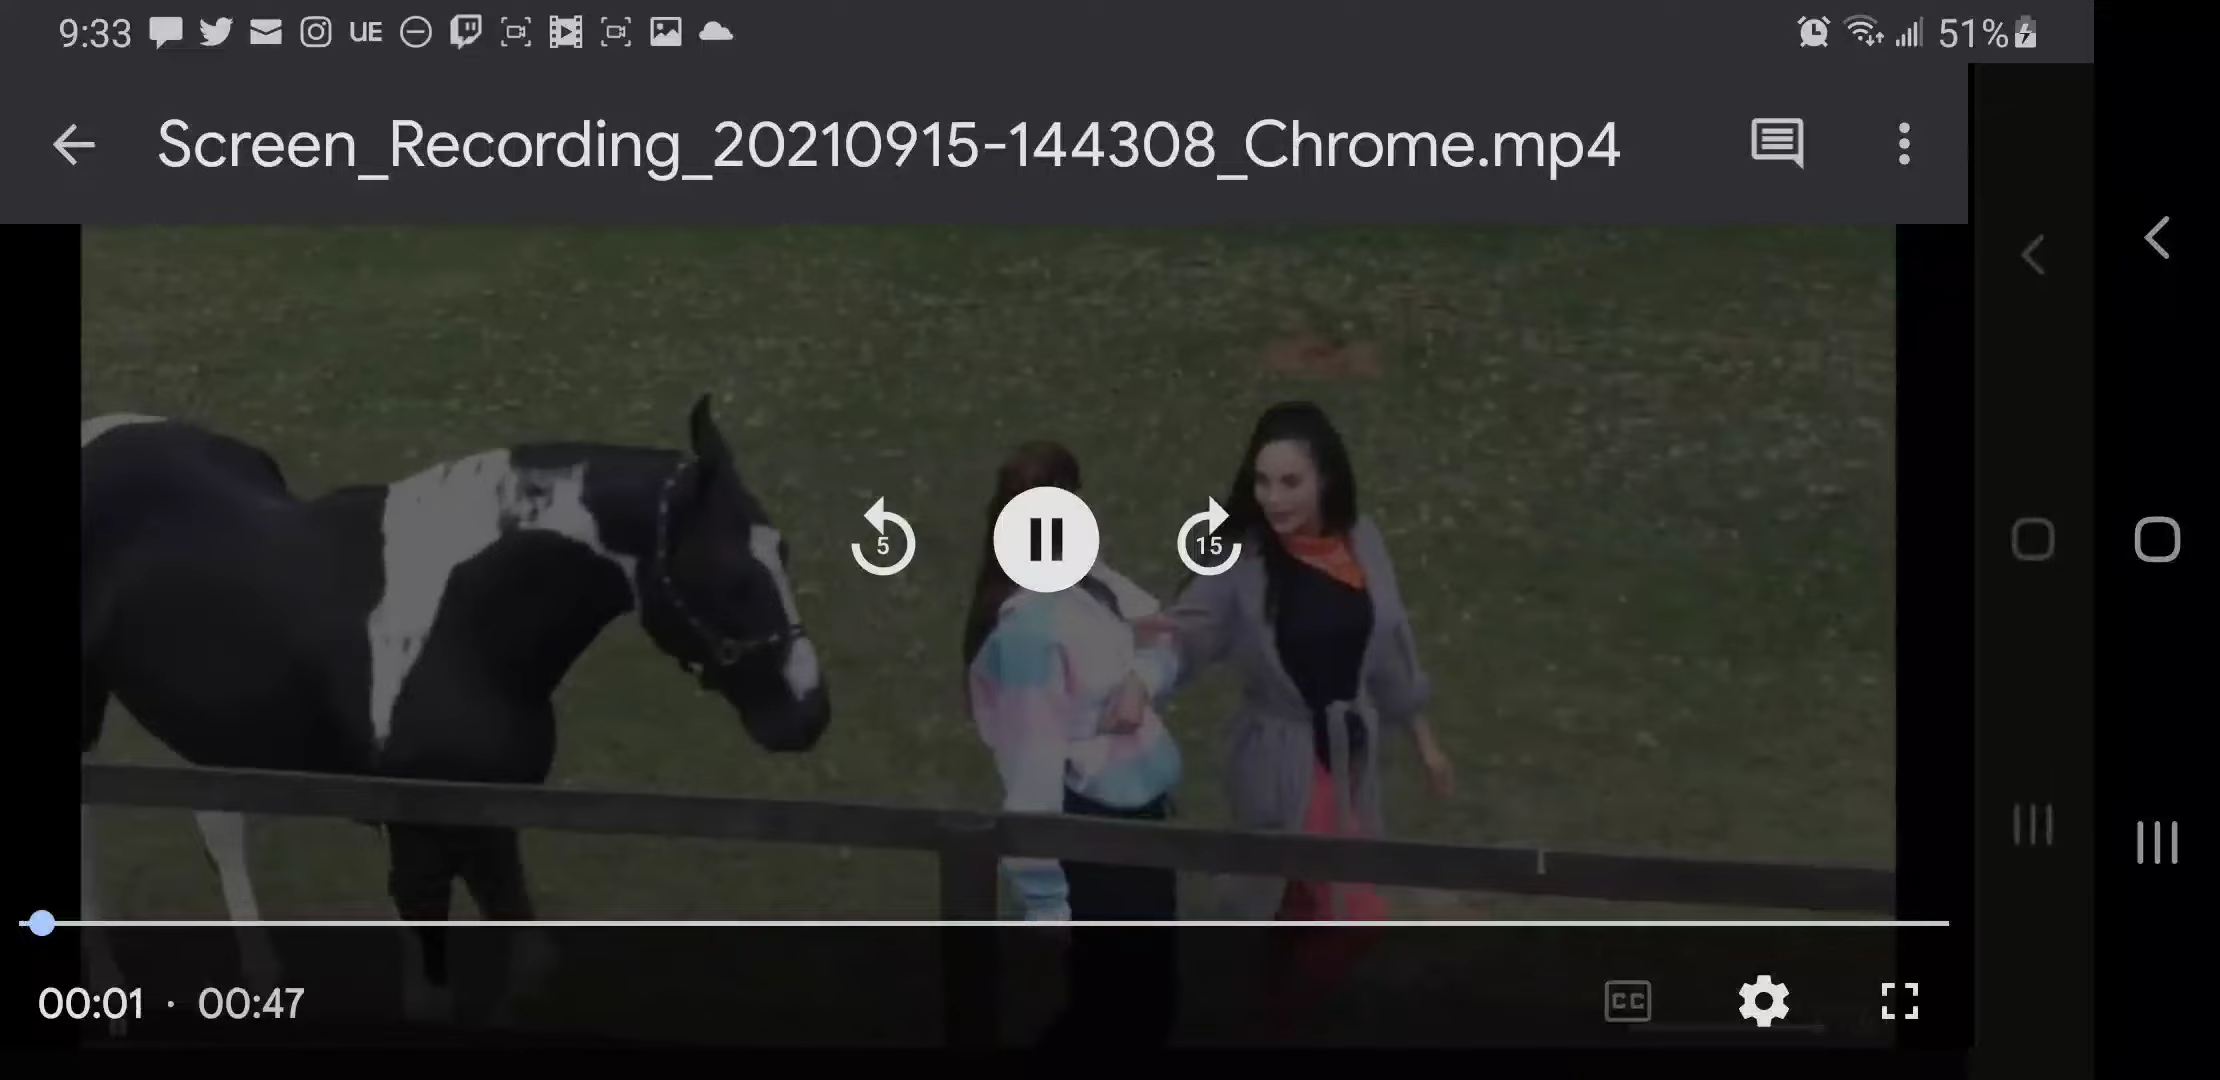 9:33 UE 51%
Screen_Recording_20210915-144308_Chrome.mp4
5 15
00:01 · 00:47 CC